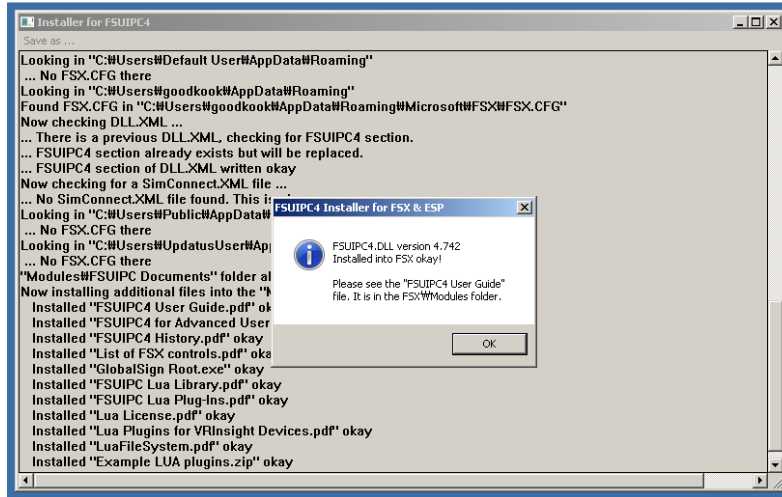 Installer for FSUIPC4
Save as ...
Looking in "C:₩Users₩Default User₩AppData₩Roaming"
... No FSX.CFG there
Looking in "C:₩Users₩goodkook₩AppData₩Roaming"
Found FSX.CFG in "C:₩Users₩goodkook₩AppData₩Roaming₩Microsoft₩FSX₩FSX.CFG"
Now checking DLL.XML ...
... There is a previous DLL.XML, checking for FSUIPC4 section.
... FSUIPC4 section already exists but will be replaced.
... FSUIPC4 section of DLL.XML written okay
Now checking for a SimConnect.XML file ...
... No SimConnect.XML file found. This is
Looking in "C:₩Users₩Public₩AppData₩
... No FSX.CFG there
Looking in "C:₩Users₩UpdatusUser₩Ap
... No FSX.CFG there
"Modules₩FSUIPC Documents" folder al
Now installing additional files into the "
Installed "FSUIPC4 User Guide.pdf" ok
Installed "FSUIPC4 for Advanced User
Installed "FSUIPC4 History.pdf" okay
Installed "List of FSX controls.pdf" oka
Installed "GlobalSign Root.exe" okay
Installed "FSUIPC Lua Library.pdf" okay
Installed "FSUIPC Lua Plug-Ins.pdf" okay
Installed "Lua License.pdf" okay
Installed "Lua Plugins for VRInsight Devices.pdf" okay
Installed "LuaFileSystem.pdf" okay
Installed "Example LUA plugins.zip" okay
FSUIPC4 Installer for FSX & ESP
FSUIPC4.DLL version 4.742
Installed into FSX okay!
Please see the "FSUIPC4 User Guide"
file. It is in the FSX₩Modules folder.
OK